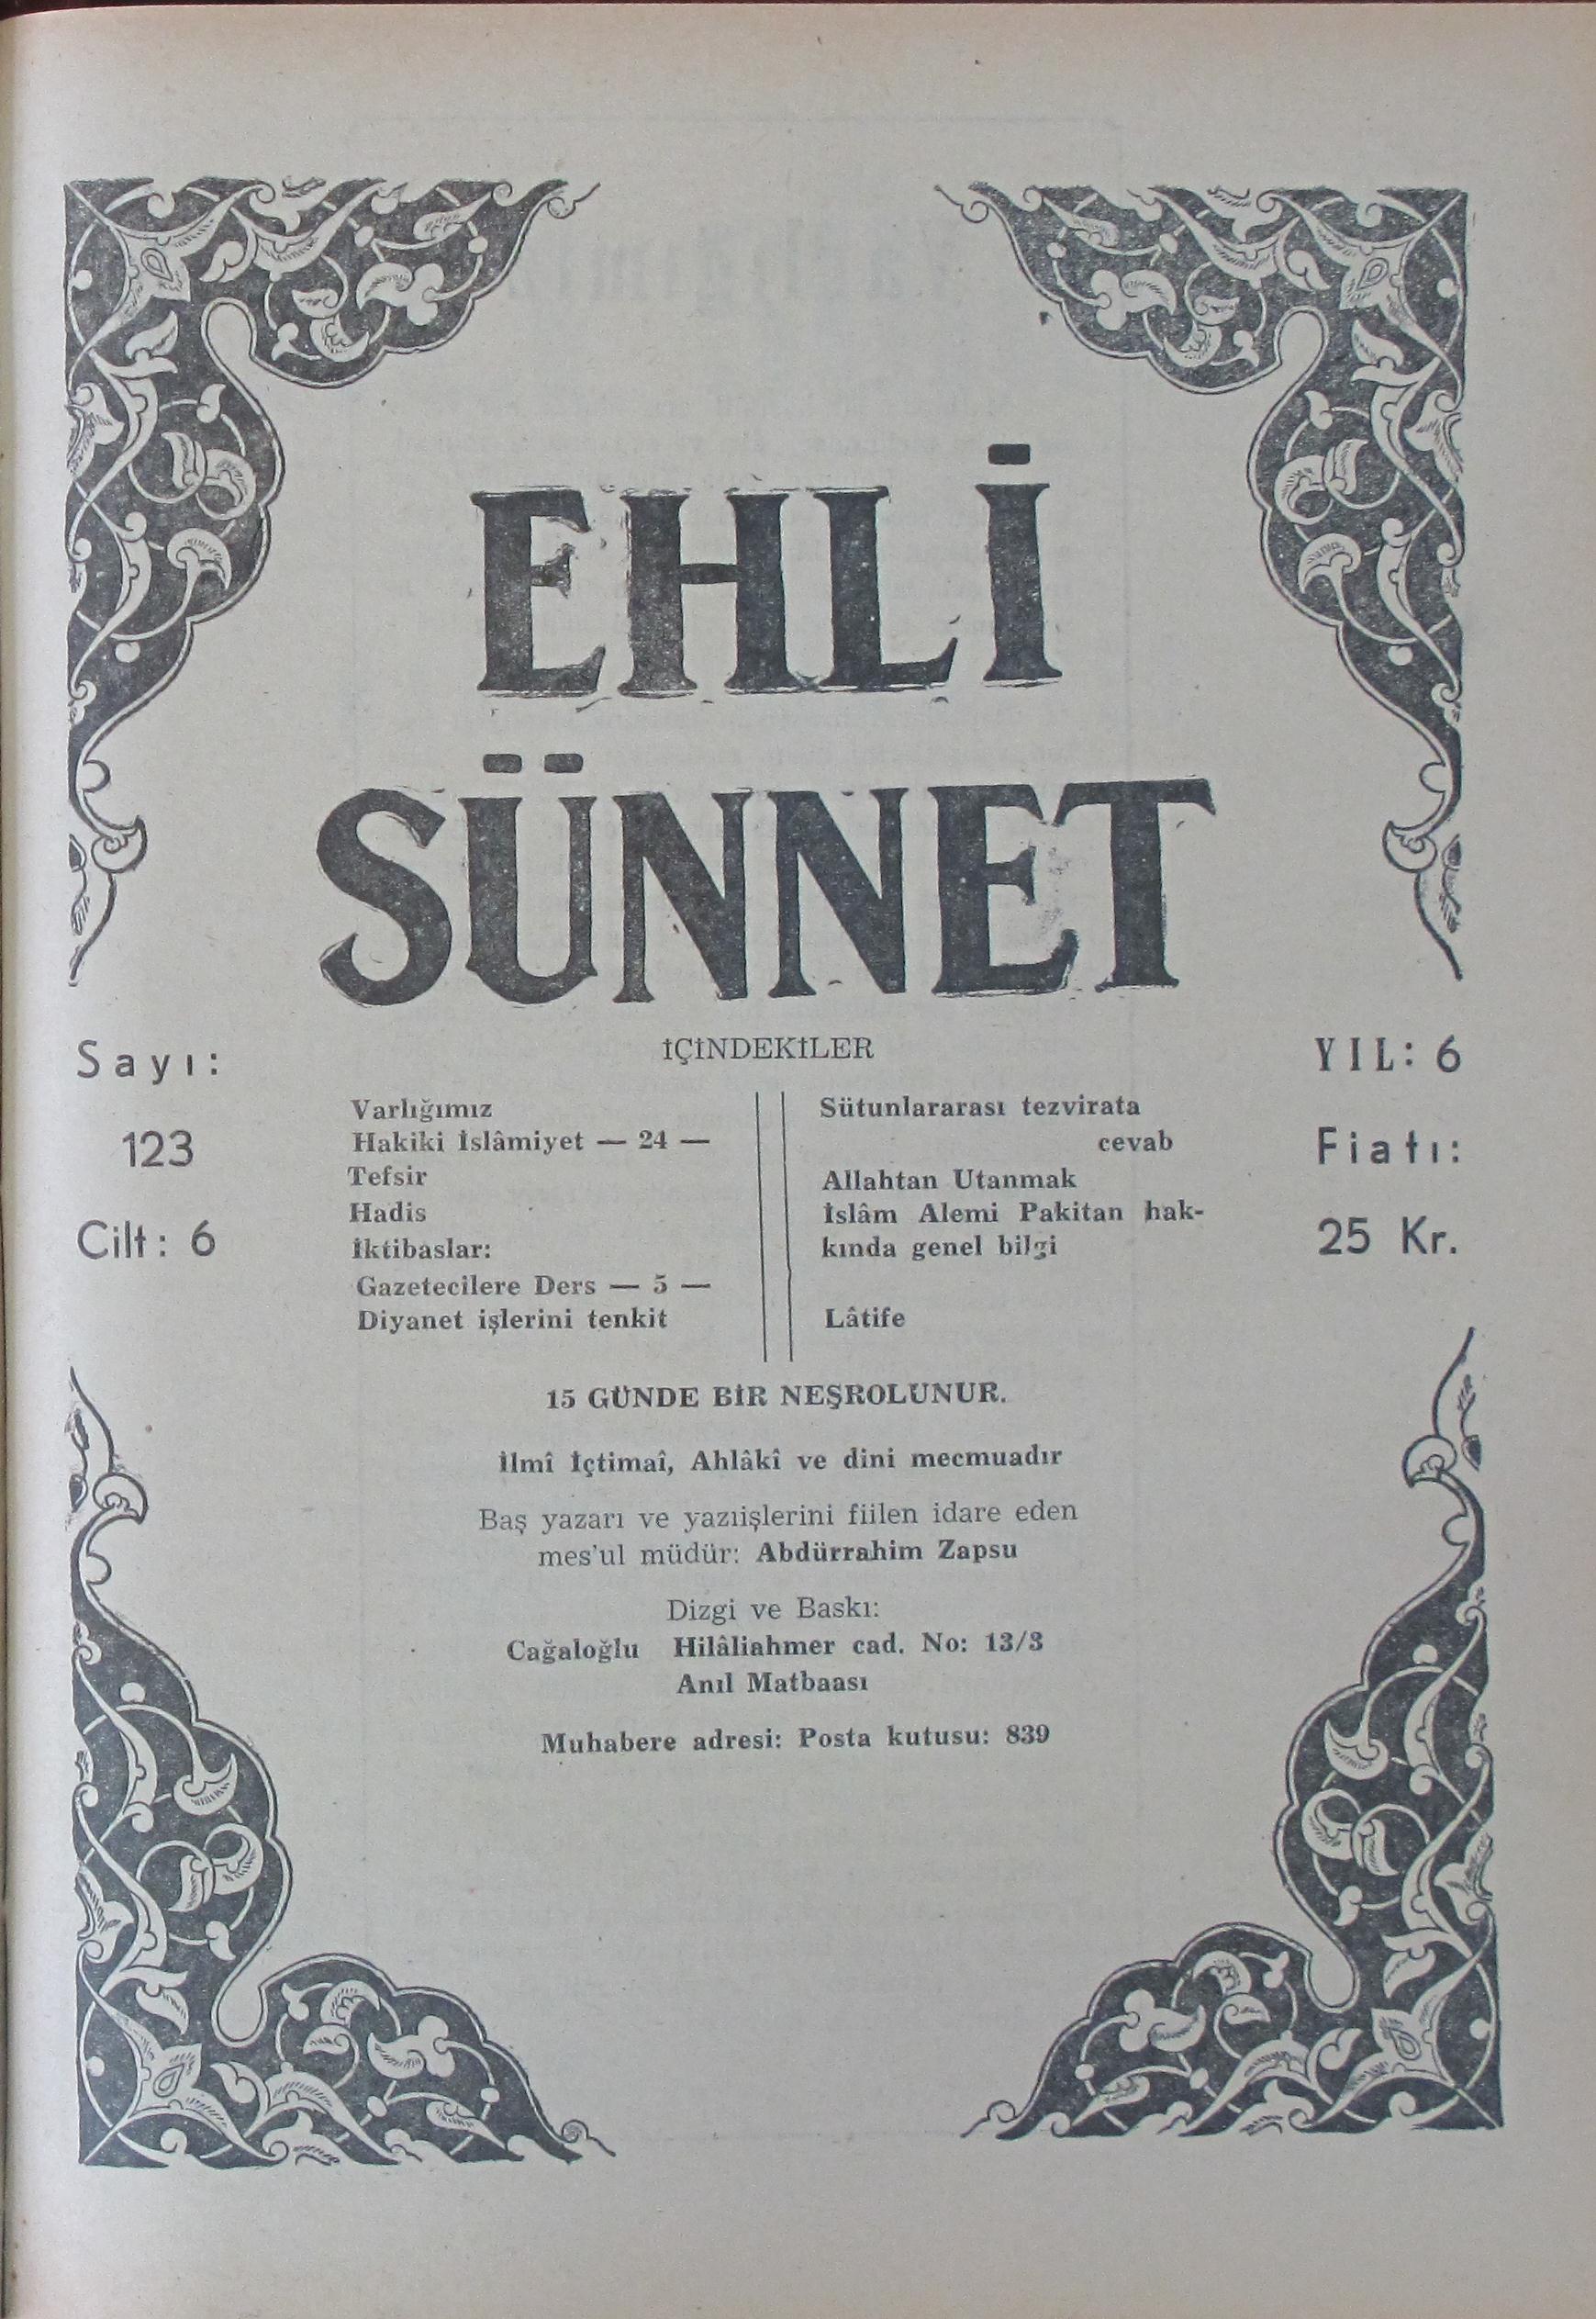 EHLİ
SÜNNET
Sayı:
123
Cilt: 6
İÇİNDEKİLER
Varlığımız
Hakiki İslâmiyet — 24 —
Tefsir
Hadis
İktibaslar:
Gazetecilere Ders — 5 —
Diyanet işlerini tenkit
Sütunlararası tezvirata
cevab
Allahtan Utanmak
İslâm Alemi Pakitan hak-
kında genel bilgi
Lâtife
YIL: 6
Fiatı:
25 Kr.
15 GÜNDE BİR NEŞROLUNUR.
İlmî İçtimaî, Ahlâkî ve dini mecmuadır
Baş yazarı ve yazıişlerini fiilen idare eden
mes'ul müdür: Abdürrahim Zapsu
Dizgi ve Baskı:
Cağaloğlu Hilâliahmer cad. No: 13/3
Anıl Matbaası
Muhabere adresi: Posta kutusu: 839